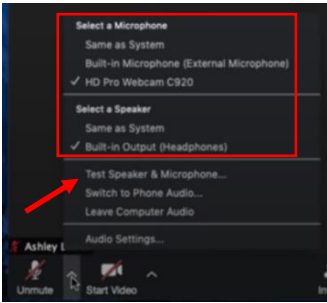 Select a Microphone
Same as System
Built-in Microphone (External Microphone)
✓ HD Pro Webcam C920
Select a Speaker
Same as System
✓ Built-in Output (Headphones)
Test Speaker & Microphone...
Switch to Phone Audio...
Leave Computer Audio
Audio Settings...
Ashley
Unmute
Start Video